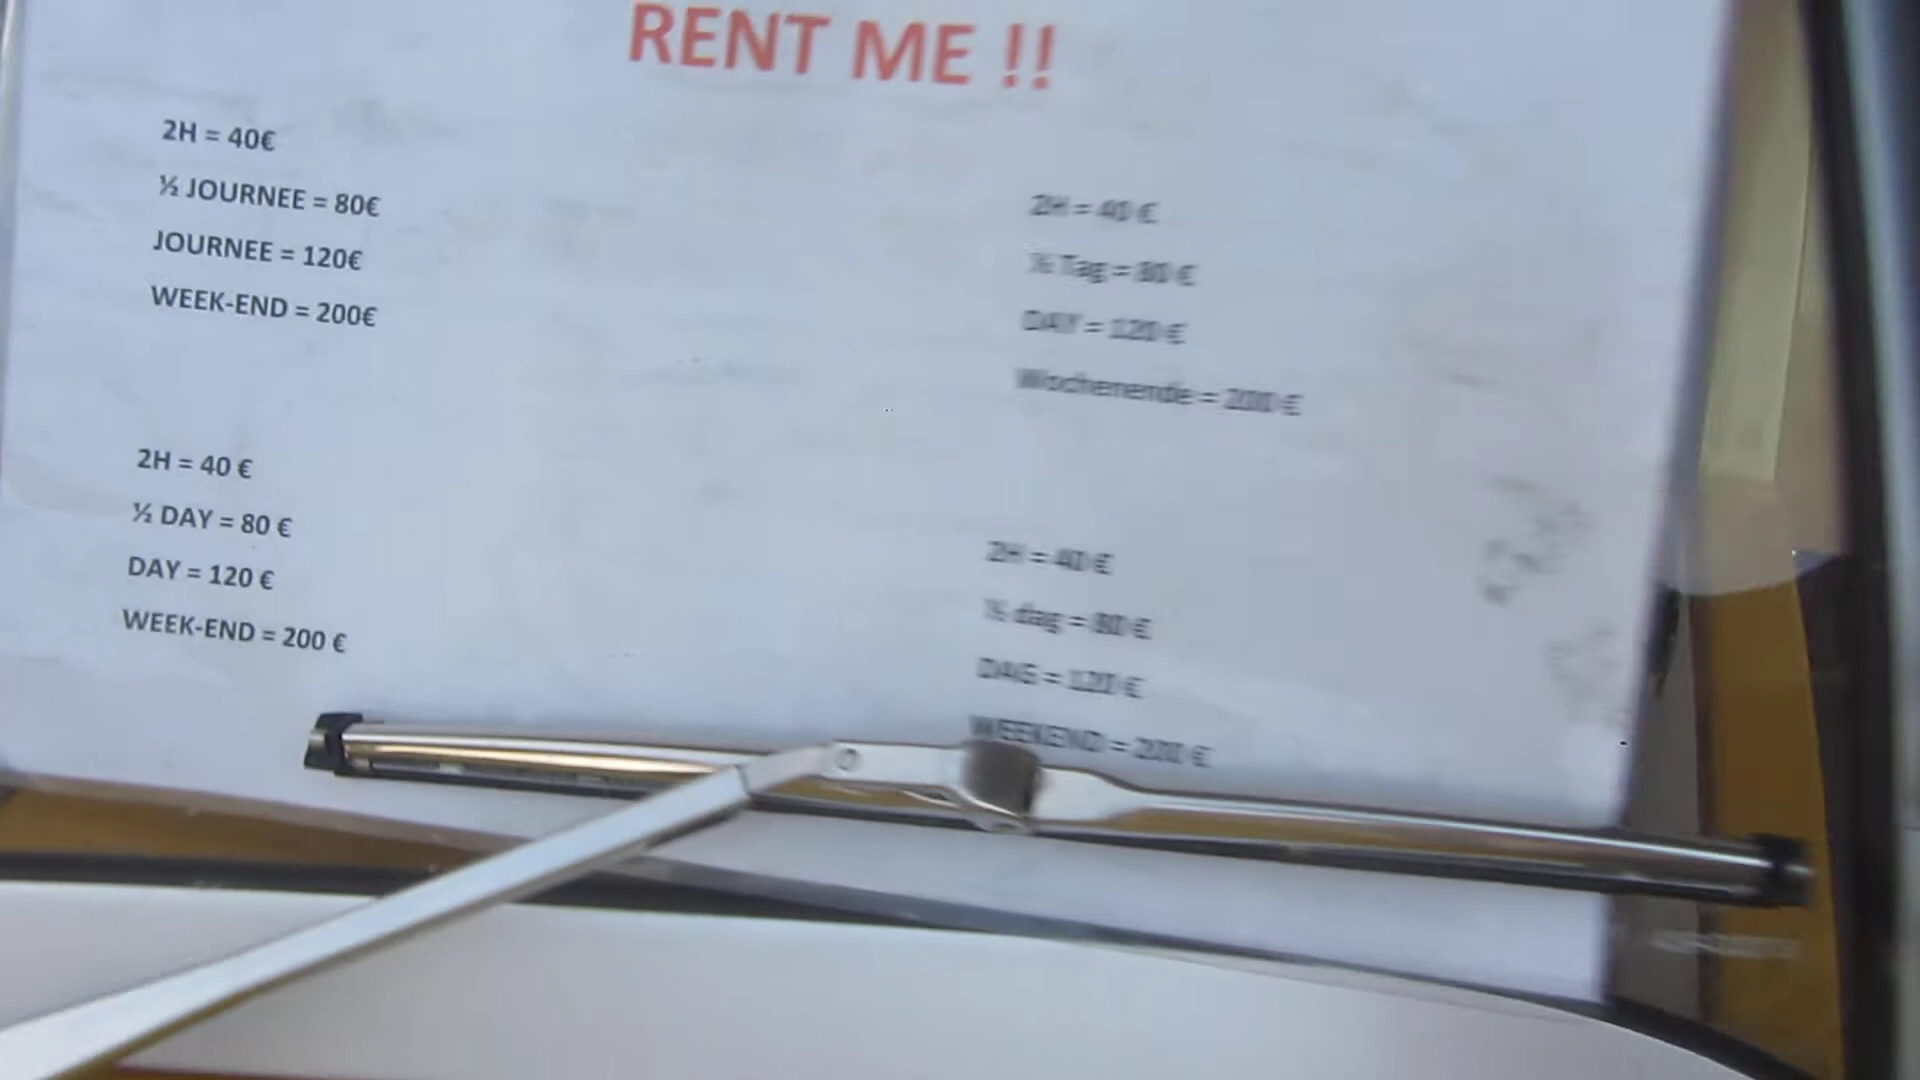 RENT ME !!
2H = 40€
½ JOURNEE = 80€
JOURNEE = 120€
WEEK-END = 200€
2H = 40 €
½ Tag = 80 €
DAY = 120 €
Wochenende = 200 €
2H = 40 €
½ DAY = 80 €
DAY = 120 €
WEEK-END = 200 €
2H = 40 €
½ dag = 80 €
DAG = 120 €
WEEKEND = 200 €